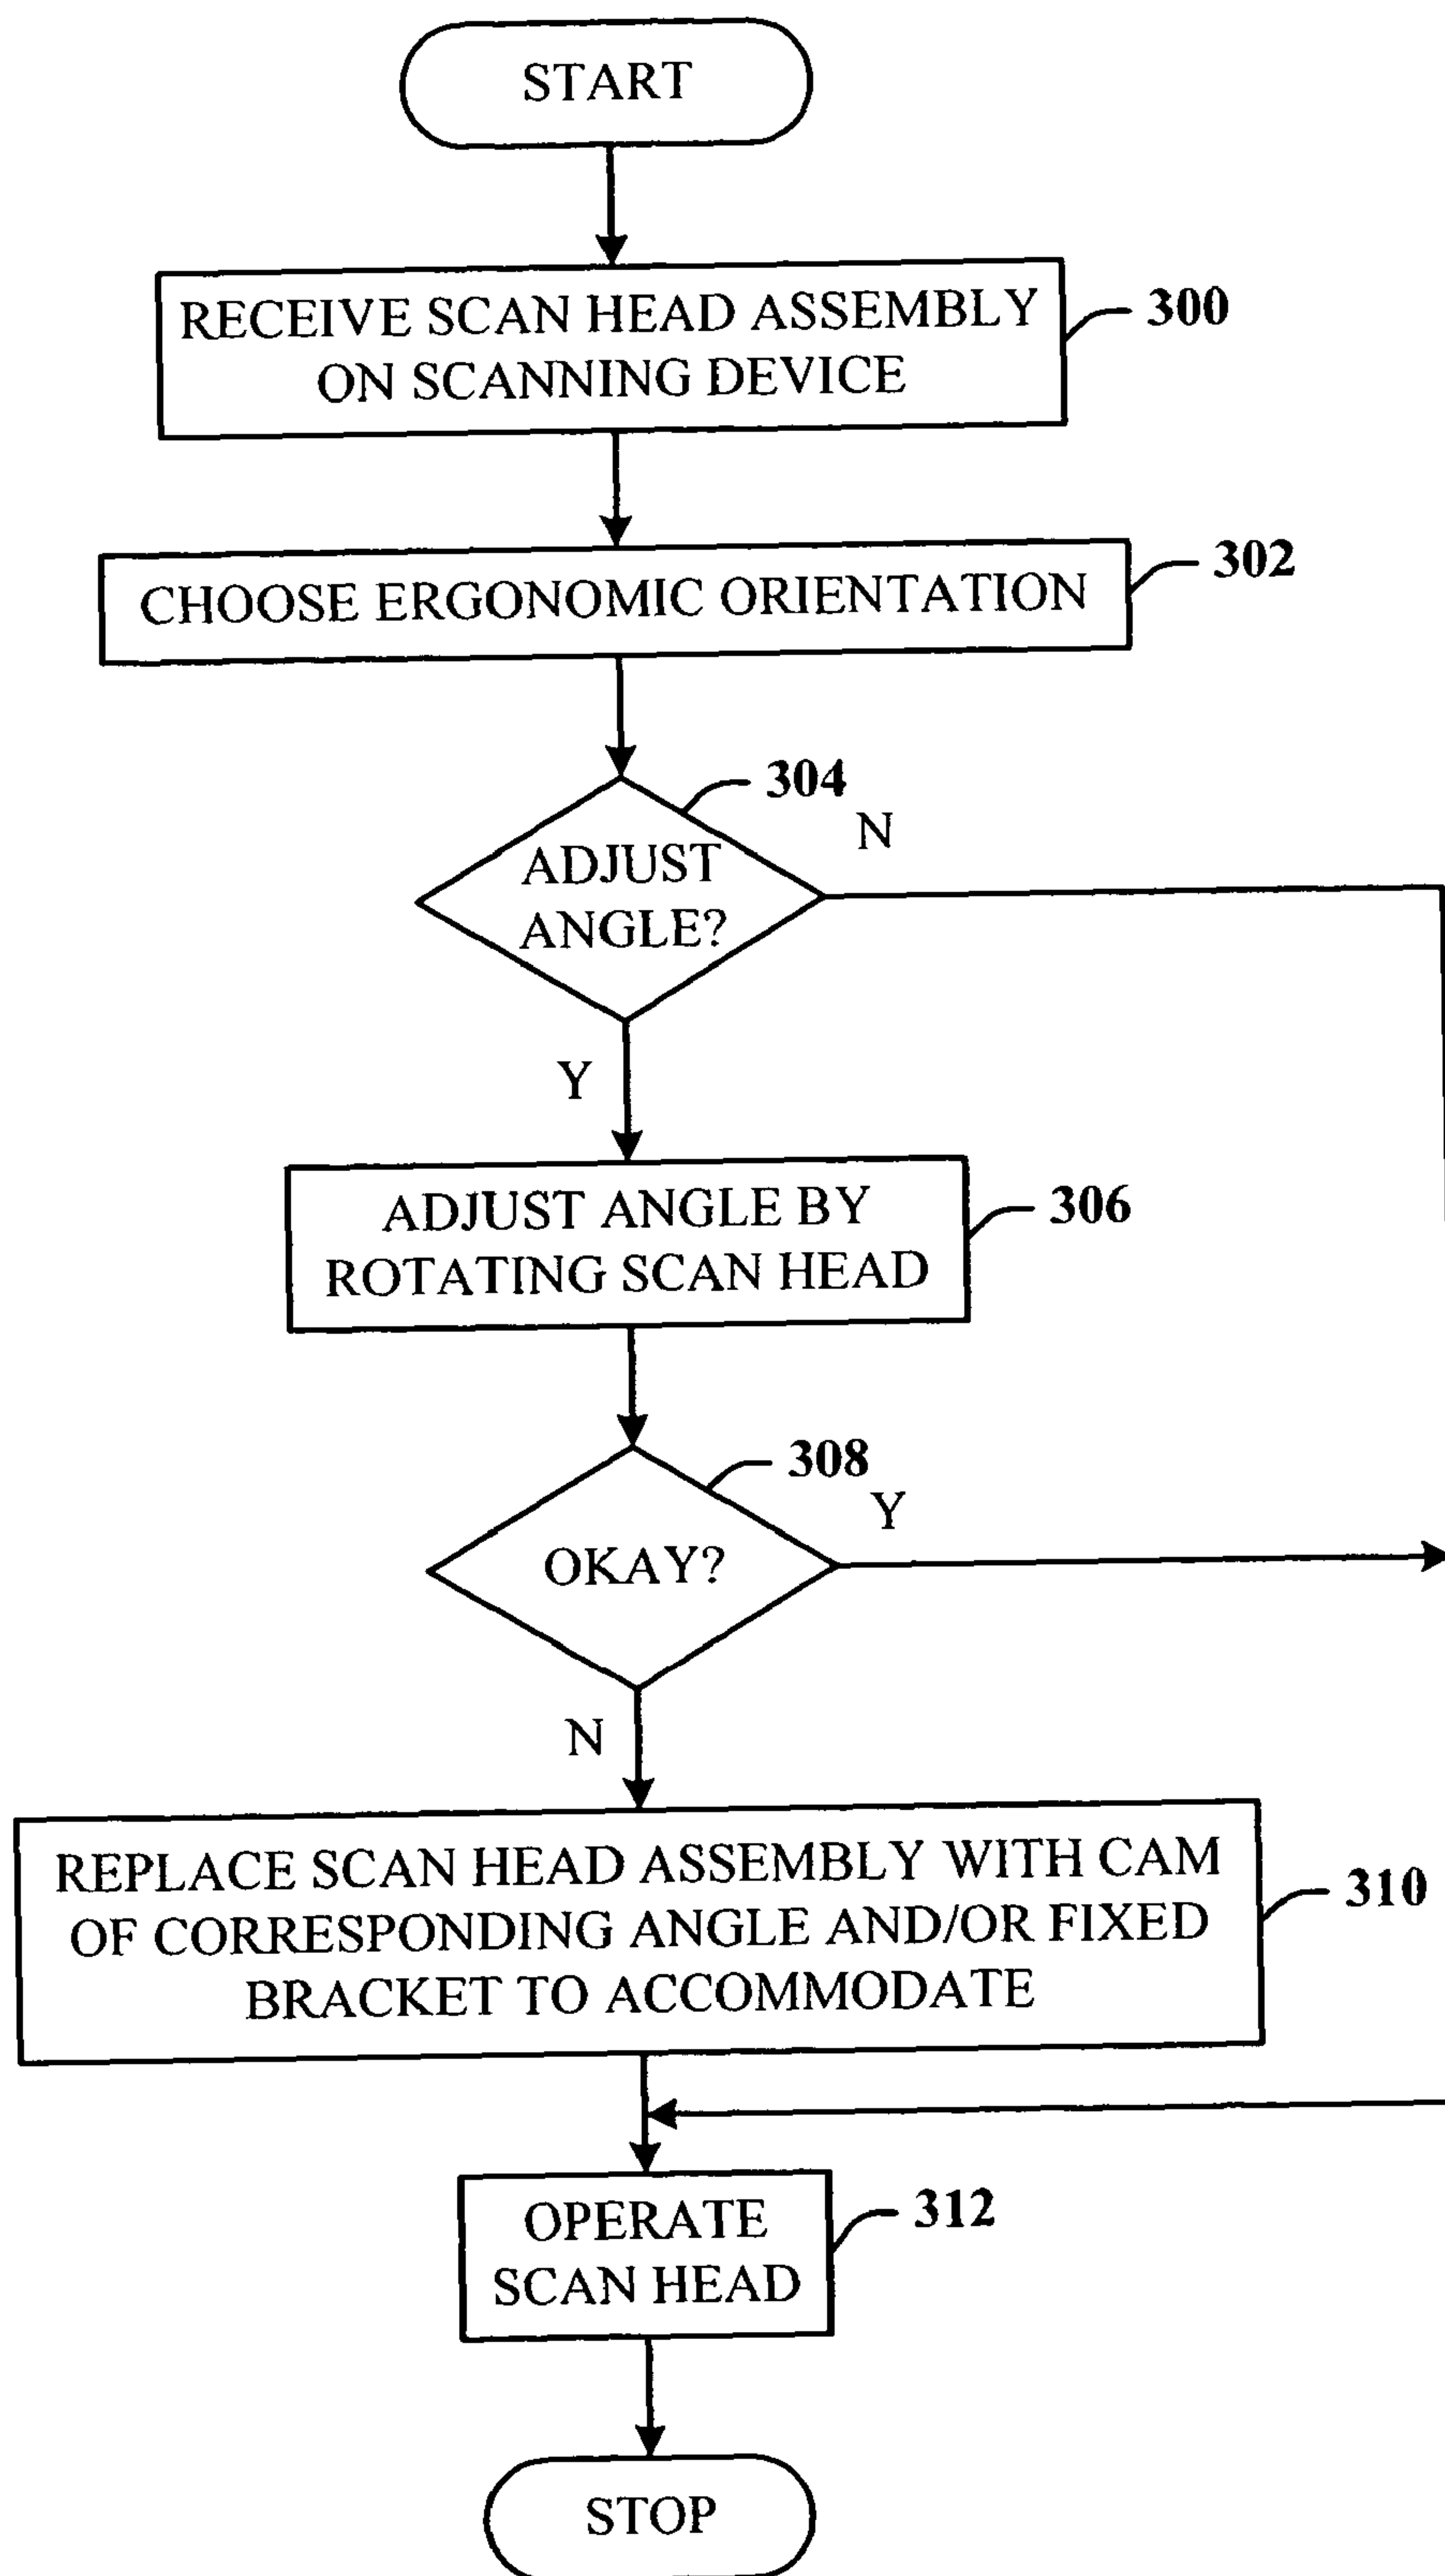 START
RECEIVE SCAN HEAD ASSEMBLY
ON SCANNING DEVICE
300
CHOOSE ERGONOMIC ORIENTATION
302
304
ADJUST
ANGLE?
N
Y
ADJUST ANGLE BY
ROTATING SCAN HEAD
306
308
OKAY?
Y
N
REPLACE SCAN HEAD ASSEMBLY WITH CAM
OF CORRESPONDING ANGLE AND/OR FIXED
BRACKET TO ACCOMMODATE
310
OPERATE
SCAN HEAD
312
STOP